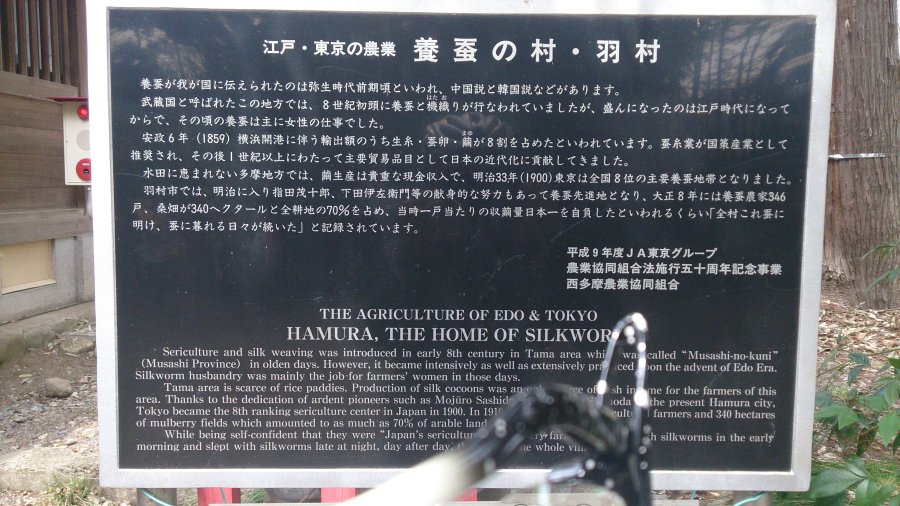 江戸・東京の農業 養蚕の村・羽村
養蚕が我が国に伝えられたのは弥生時代前期頃といわれ、中国説と韓国説などがあります。
武蔵国と呼ばれたこの地方では、8世紀初頭に養蚕と機織りが行なわれていましたが、盛んになったのは江戸時代になって
からで、その頃の養蚕は主に女性の仕事でした。
安政6年（1859）横浜開港に伴う輸出額のうち生糸・蚕卵・繭が8割を占めたといわれています。蚕糸業が国策産業として
推奨され、その後1世紀以上にわたって主要貿易品目として日本の近代化に貢献してきました。
水田に恵まれない多摩地方では、繭生産は貴重な現金収入で、明治33年(1900)東京は全国8位の主要養蚕地帯となりました。
羽村市では、明治に入り指田茂十郎、下田伊左衛門等の献身的な努力もあって養蚕先進地となり、大正8年には養蚕農家346
戸、桑畑が340ヘクタールと全耕地の70%を占め、当時一戸当たりの収繭量日本一を自負したといわれるくらい「全村これ蚕に
明け、蚕に暮れる日々が続いた」と記録されています。
平成9年度JA東京グループ
農業協同組合法施行五十周年記念事業
西多摩農業協同組合
THE AGRICULTURE OF EDO & TOKYO
HAMURA, THE HOME OF
Sericulture and silk weaving was introduced in early 8th century in Tama area was called "Musashi-no-kuni"
(Musashi Province) in olden days. However, it became intensively as well as extensively upon the advent of Edo Era.
Silkworm husbandry was mainly the job for farmers' women in those days.
Tama area is scarce of rice paddies. Production of silk cocoons was income for the farmers of this
area. Thanks to the dedication of ardent pioneers such as Mojūro the present Hamura city,
Tokyo became the 8th ranking sericulture center in Japan in 1900. In farmers and 340 hectares
of mulberry fields which amounted to as much as 70% of arable
While being self-confident that they were "Japan's silkworms in the early
morning and slept with silkworms late at night, day after whole